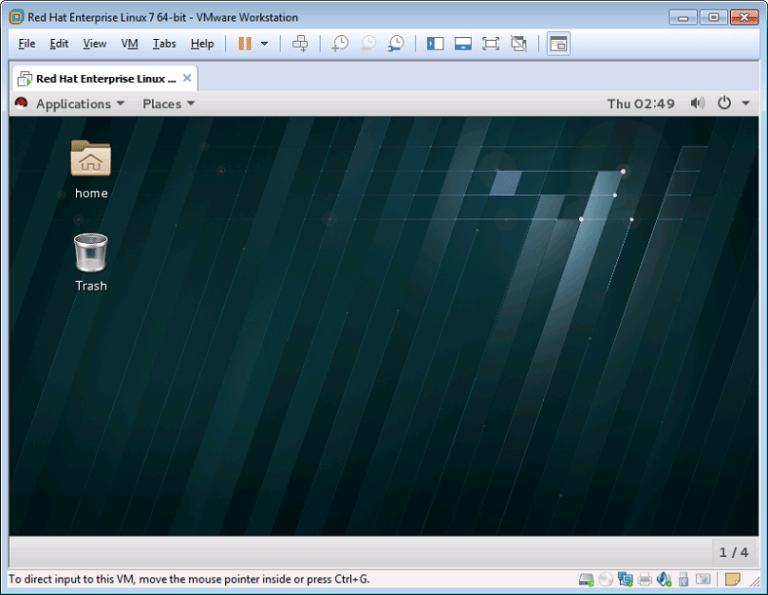 Red Hat Enterprise Linux 7 64-bit - VMware Workstation
File Edit View VM Tabs Help
Red Hat Enterprise Linux ...
Applications Places Thu 02:49
home
Trash
1 / 4
To direct input to this VM, move the mouse pointer inside or press Ctrl+G.